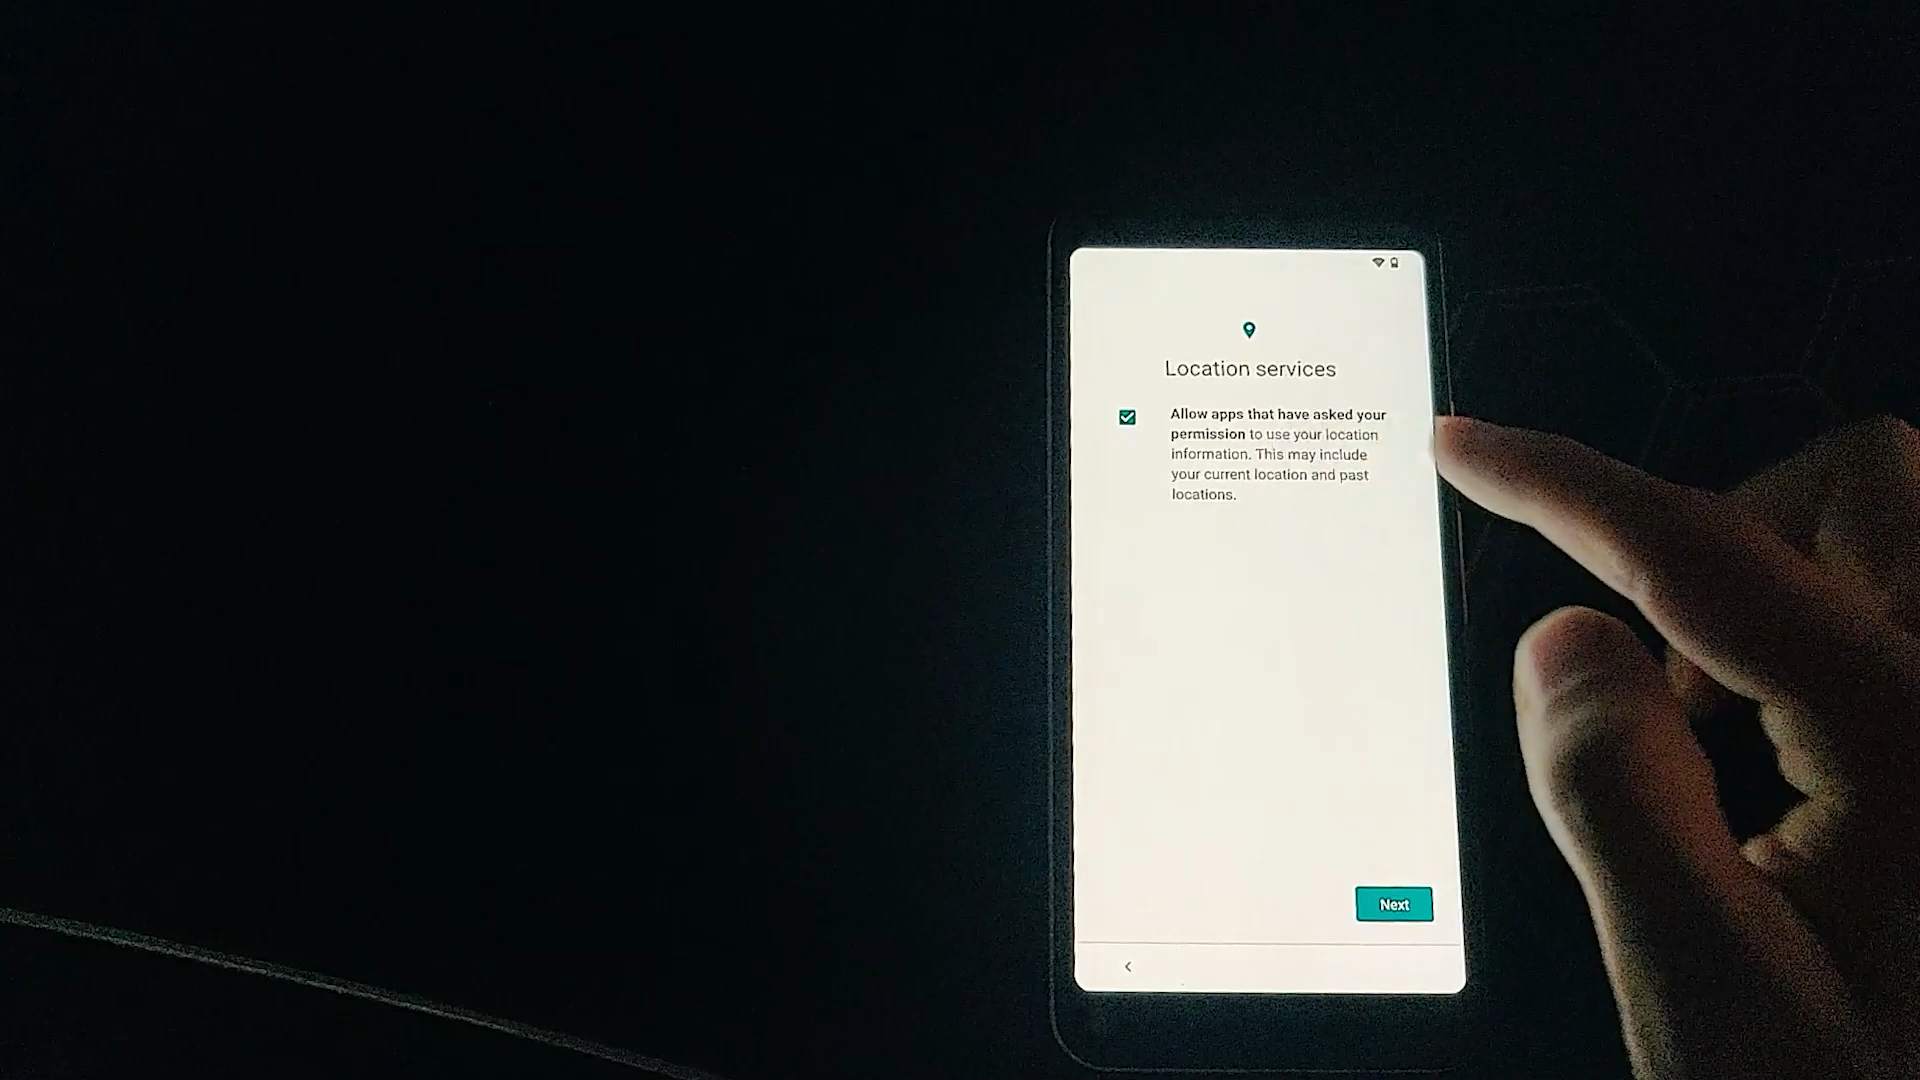 Location services
Allow apps that have asked your
permission to use your location
information. This may include
your current location and past
locations.
Next